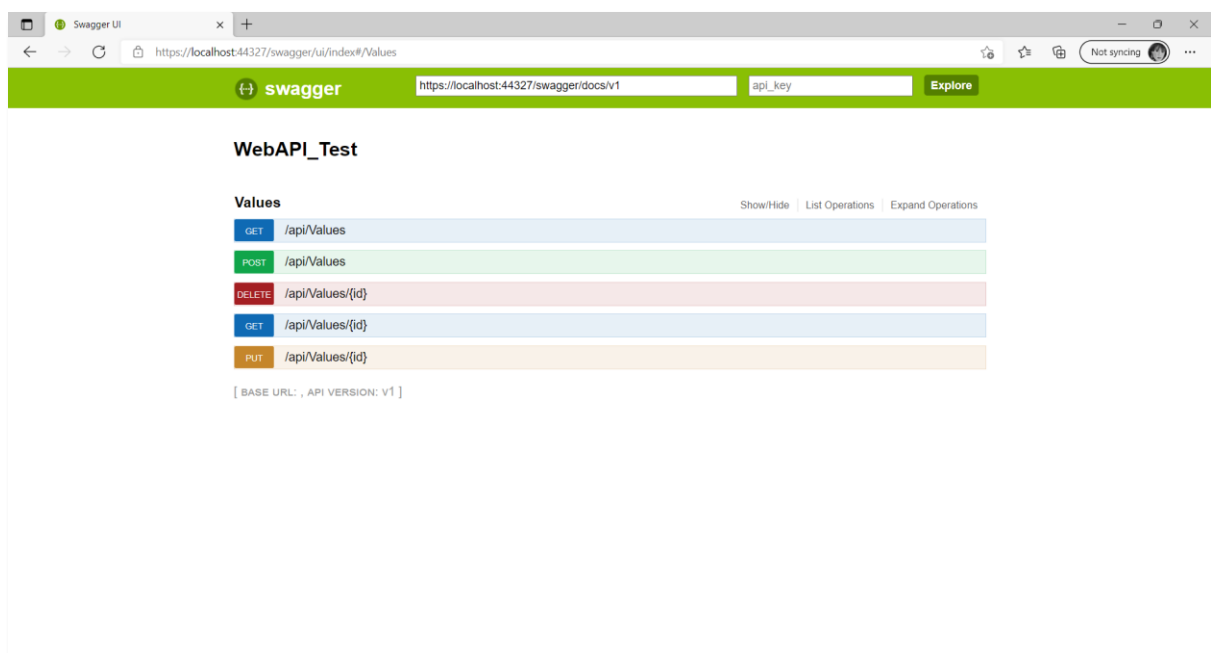 Swagger UI
https://localhost:44327/swagger/ui/index#/Values
Not syncing
swagger
https://localhost:44327/swagger/docs/v1
api_key
Explore
WebAPI_Test
Values
Show/Hide
List Operations
Expand Operations
GET /api/Values
POST /api/Values
DELETE /api/Values/{id}
GET /api/Values/{id}
PUT /api/Values/{id}
[ BASE URL: , API VERSION: v1 ]